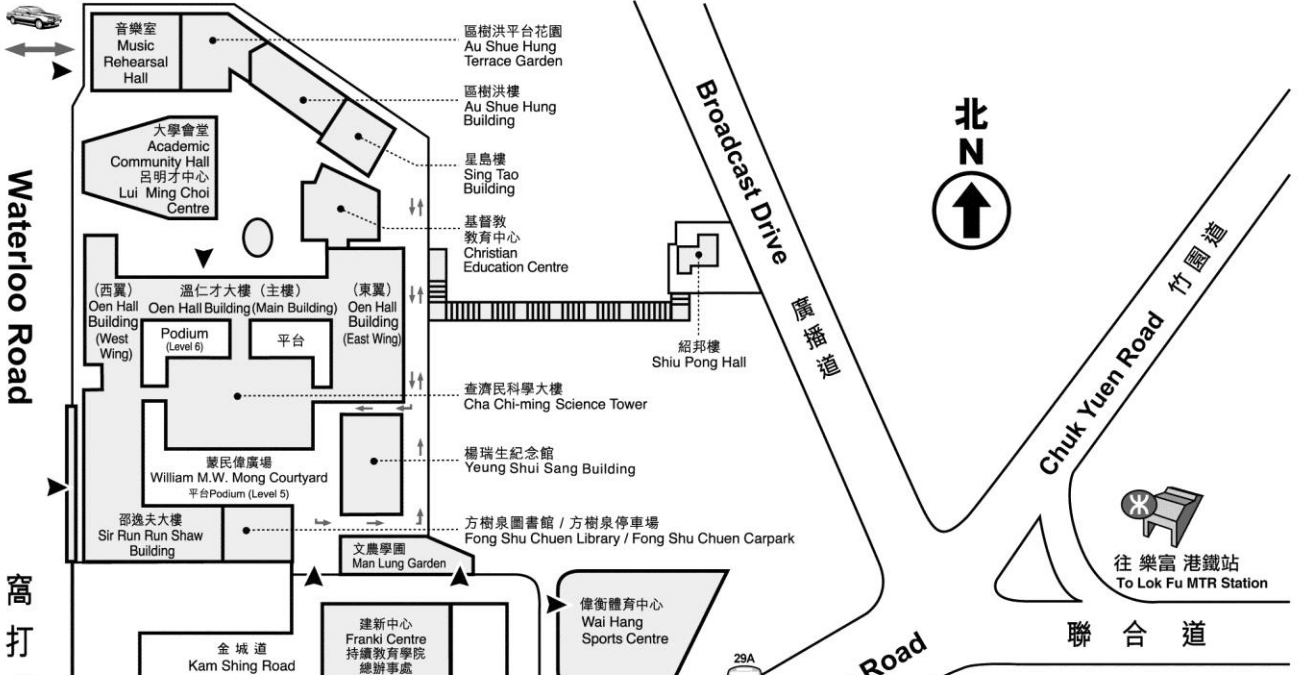 音樂室
Music
Rehearsal
Hall
區樹洪平台花園
Au Shue Hung
Terrace Garden
區樹洪樓
Au Shue Hung
Building
大學會堂
Academic
Community Hall
呂明才中心
Lui Ming Choi
Centre
星島樓
Sing Tao
Building
基督教
教育中心
Christian
Education Centre
Waterloo Road
窩
打
(西翼)
Oen Hall
Building
(West
Wing)
溫仁才大樓 (主樓)
Oen Hall Building (Main Building)
(東翼)
Oen Hall
Building
(East Wing)
Podium
(Level 6)
平台
紹邦樓
Shiu Pong Hall
查濟民科學大樓
Cha Chi-ming Science Tower
蒙民偉廣場
William M.W. Mong Courtyard
平台Podium (Level 5)
楊瑞生紀念館
Yeung Shui Sang Building
邵逸夫大樓
Sir Run Run Shaw
Building
方樹泉圖書館 / 方樹泉停車場
Fong Shu Chuen Library / Fong Shu Chuen Carpark
文農學圃
Man Lung Garden
金城道
Kam Shing Road
建新中心
Franki Centre
持續教育學院
總辦事處
偉衡體育中心
Wai Hang
Sports Centre
Broadcast Drive
廣播道
北
N
Chuk Yuen Road
竹園道
往 樂富 港鐵站
To Lok Fu MTR Station
聯合道
29A
Road